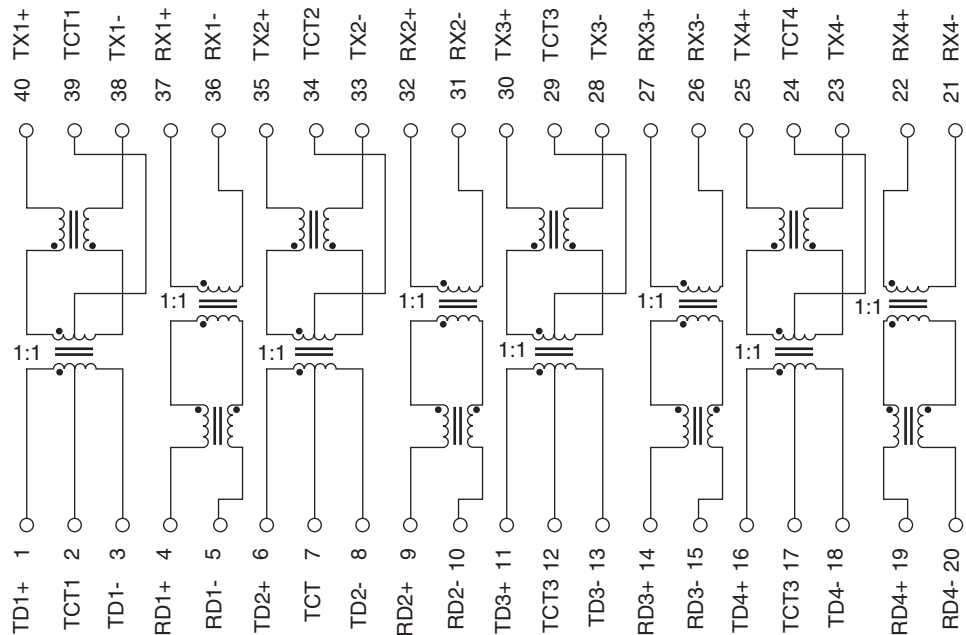 TX1+ TCT1 TX1- RX1+ RX1- TX2+ TCT2 TX2- RX2+ RX2- TX3+ TCT3 TX3- RX3+ RX3- TX4+ TCT4 TX4- RX4+ RX4-
40 39 38 37 36 35 34 33 32 31 30 29 28 27 26 25 24 23 22 21
1:1 1:1 1:1 1:1
1:1 1:1 1:1 1:1
1 2 3 4 5 6 7 8 9 10 11 12 13 14 15 16 17 18 19 20
TD1+ TCT1 TD1- RD1+ RD1- TD2+ TCT TD2- RD2+ RD2- TD3+ TCT3 TD3- RD3+ RD3- TD4+ TCT3 TD4- RD4+ RD4-